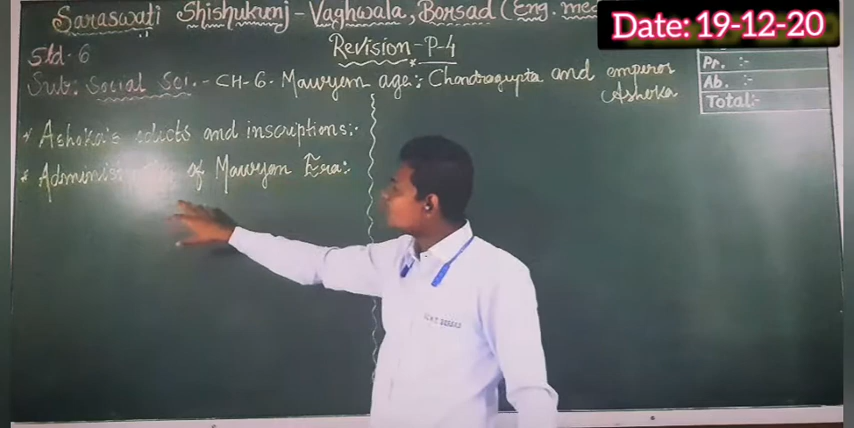 Saraswati Shishukunj - Vaghwala, Borsad (Eng. me
Date: 19-12-20
Std. 6
Revision - P-4
Pr. :-
Ab. :-
Total:-
Sub: Social Sci. - CH-6. Mauryan age: Chandragupta and emperor
Ashoka
* Ashoka's edicts and inscriptions:-
* Administ of Mauryan Era:-